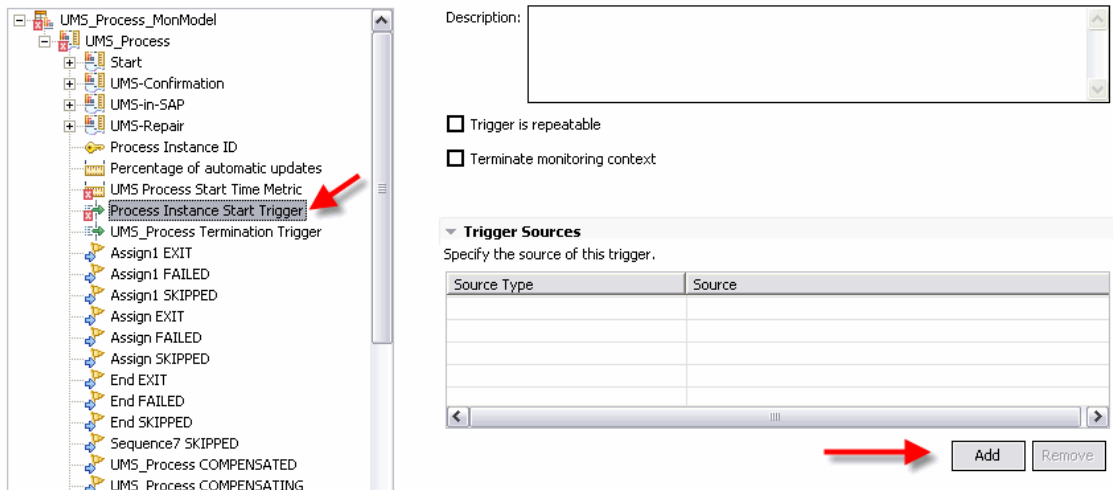 UMS_Process_MonModel
UMS_Process
Start
UMS-Confirmation
UMS-in-SAP
UMS-Repair
Process Instance ID
Percentage of automatic updates
UMS Process Start Time Metric
Process Instance Start Trigger
UMS_Process Termination Trigger
Assign1 EXIT
Assign1 FAILED
Assign1 SKIPPED
Assign EXIT
Assign FAILED
Assign SKIPPED
End EXIT
End FAILED
End SKIPPED
Sequence7 SKIPPED
UMS_Process COMPENSATED
UMS_Process COMPENSATING
Description:
Trigger is repeatable
Terminate monitoring context
Trigger Sources
Specify the source of this trigger.
Source Type Source
Add Remove